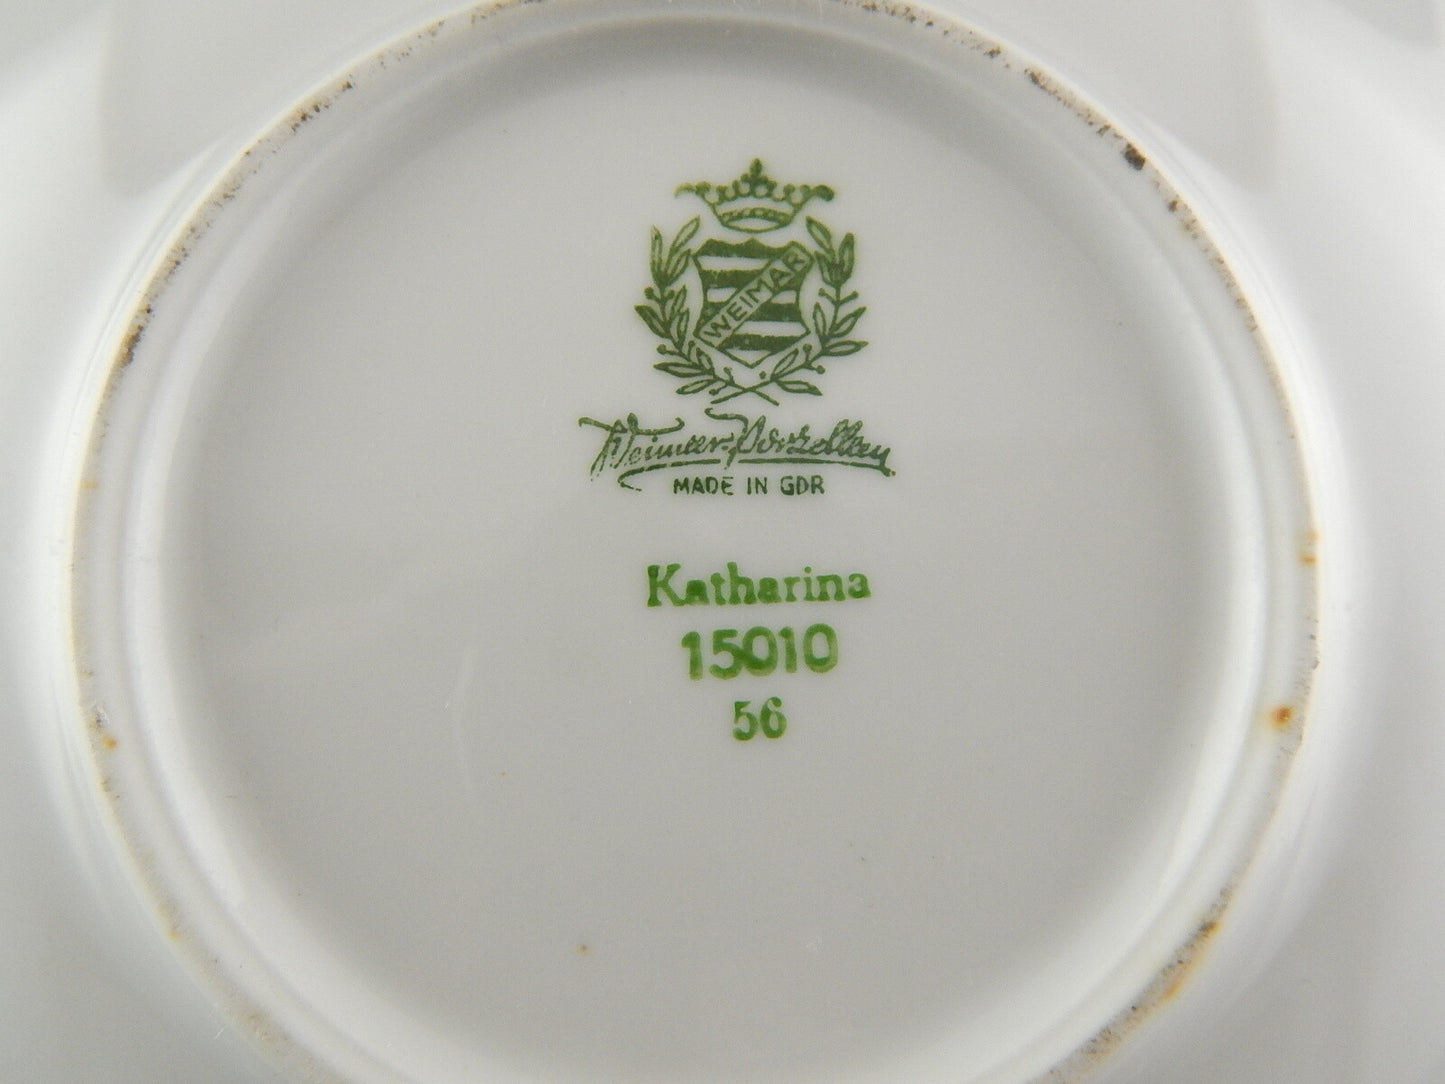 WEIMAR
Weimar-Porzellan
MADE IN GDR
Katharina
15010
56